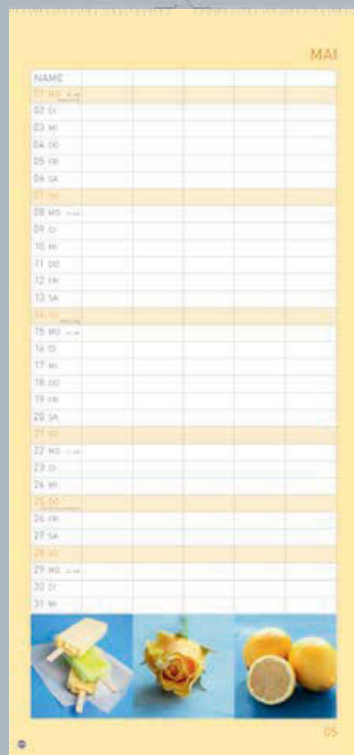 MAI
NAME
01 MO
02 DI
03 MI
04 DO
05 FR
06 SA
07 SO
08 MO
09 DI
10 MI
11 DO
12 FR
13 SA
14 SO
15 MO
16 DI
17 MI
18 DO
19 FR
20 SA
21 SO
22 MO
23 DI
24 MI
25 DO
26 FR
27 SA
28 SO
29 MO
30 DI
31 MI
05